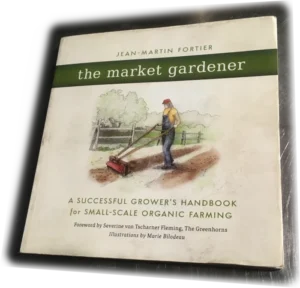 JEAN-MARTIN FORTIER
the market gardener
A SUCCESSFUL GROWER'S HANDBOOK
for SMALL-SCALE ORGANIC FARMING
Foreword by Severine von Tscharner Fleming, The Greenhorns
Illustrations by Marie Bilodeau